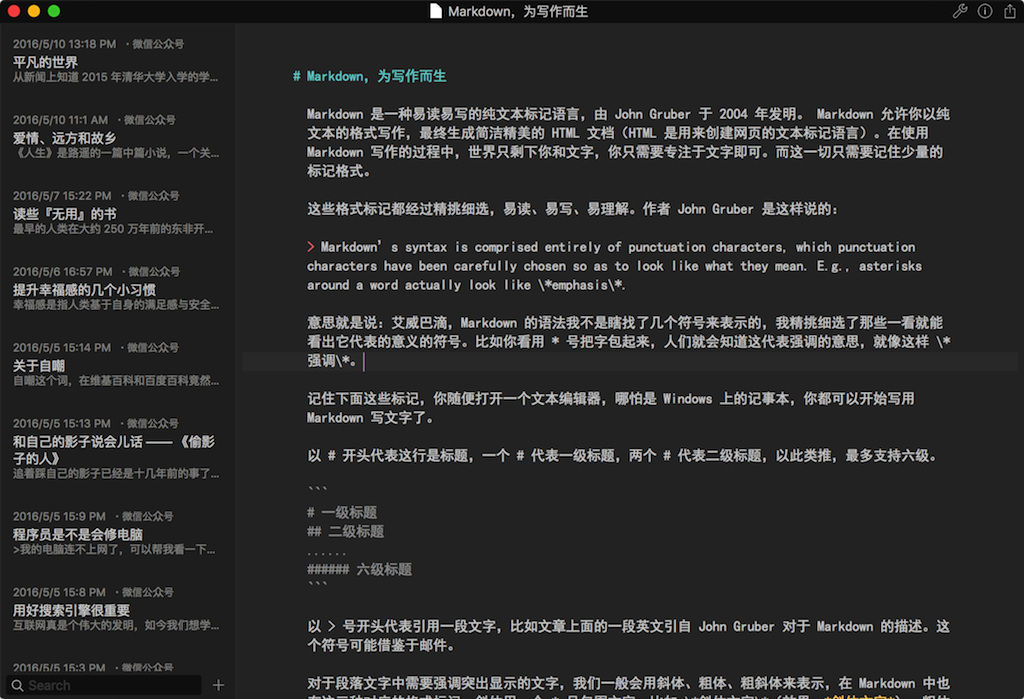 Markdown，为写作而生
2016/5/10 13:18 PM ・微信公众号
平凡的世界
从新闻上知道 2015 年清华大学入学的学...
2016/5/10 11:1 AM ・微信公众号
爱情、远方和故乡
《人生》是路遥的一篇中篇小说，一个关...
2016/5/7 15:22 PM ・微信公众号
读些『无用』的书
最早的人类在大约 250 万年前的东非开...
2016/5/6 16:57 PM ・微信公众号
提升幸福感的几个小习惯
幸福感是指人类基于自身的满足感与安全...
2016/5/5 15:14 PM ・微信公众号
关于自嘲
自嘲这个词，在维基百科和百度百科竟然...
2016/5/5 15:13 PM ・微信公众号
和自己的影子说会儿话 —— 《偷影
子的人》
追着踩自己的影子已经是十几年前的事了...
2016/5/5 15:9 PM ・微信公众号
程序员是不是会修电脑
>我的电脑连不上网了，可以帮我看一下...
2016/5/5 15:8 PM ・微信公众号
用好搜索引擎很重要
互联网真是个伟大的发明，如今我们想学...
2016/5/5 15:3 PM ・微信公众号
Search
# Markdown，为写作而生
Markdown 是一种易读易写的纯文本标记语言，由 John Gruber 于 2004 年发明。 Markdown 允许你以纯
文本的格式写作，最终生成简洁精美的 HTML 文档（HTML 是用来创建网页的文本标记语言）。在使用
Markdown 写作的过程中，世界只剩下你和文字，你只需要专注于文字即可。而这一切只需要记住少量的
标记格式。
这些格式标记都经过精挑细选，易读、易写、易理解。作者 John Gruber 是这样说的：
> Markdown’s syntax is comprised entirely of punctuation characters, which punctuation
characters have been carefully chosen so as to look like what they mean. E.g., asterisks
around a word actually look like \*emphasis\*.
意思就是说：艾威巴滴，Markdown 的语法我不是瞎找了几个符号来表示的，我精挑细选了那些一看就能
看出它代表的意义的符号。比如你看用 * 号把字包起来，人们就会知道这代表强调的意思，就像这样 \*
强调\*。
记住下面这些标记，你随便打开一个文本编辑器，哪怕是 Windows 上的记事本，你都可以开始写用
Markdown 写文字了。
以 # 开头代表这行是标题，一个 # 代表一级标题，两个 # 代表二级标题，以此类推，最多支持六级。
```
# 一级标题
## 二级标题
......
###### 六级标题
```
以 > 号开头代表引用一段文字，比如文章上面的一段英文引自 John Gruber 对于 Markdown 的描述。这
个符号可能借鉴于邮件。
对于段落文字中需要强调突出显示的文字，我们一般会用斜体、粗体、粗斜体来表示，在 Markdown 中也